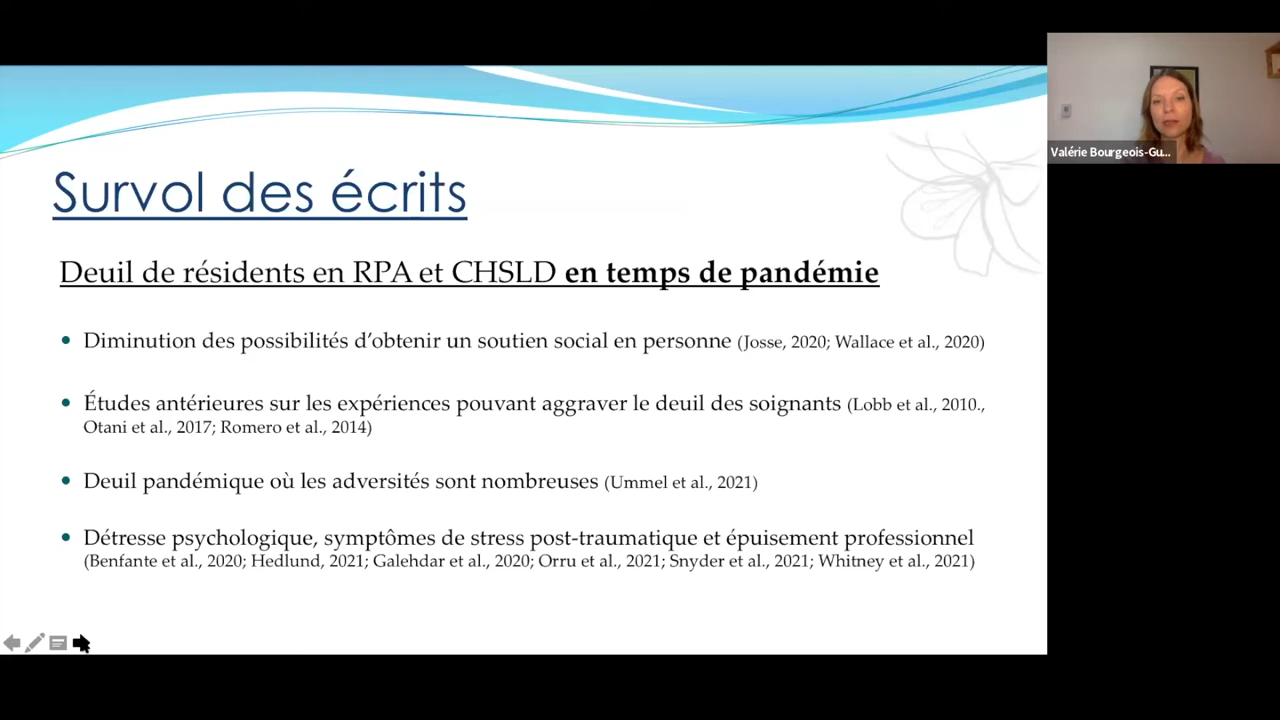 Survol des écrits
Deuil de résidents en RPA et CHSLD en temps de pandémie
• Diminution des possibilités d’obtenir un soutien social en personne (Josse, 2020; Wallace et al., 2020)
• Études antérieures sur les expériences pouvant aggraver le deuil des soignants (Lobb et al., 2010.,
Otani et al., 2017; Romero et al., 2014)
• Deuil pandémique où les adversités sont nombreuses (Ummel et al., 2021)
• Détresse psychologique, symptômes de stress post-traumatique et épuisement professionnel
(Benfante et al., 2020; Hedlund, 2021; Galehdar et al., 2020; Orru et al., 2021; Snyder et al., 2021; Whitney et al., 2021)
Valérie Bourgeois-Gu...